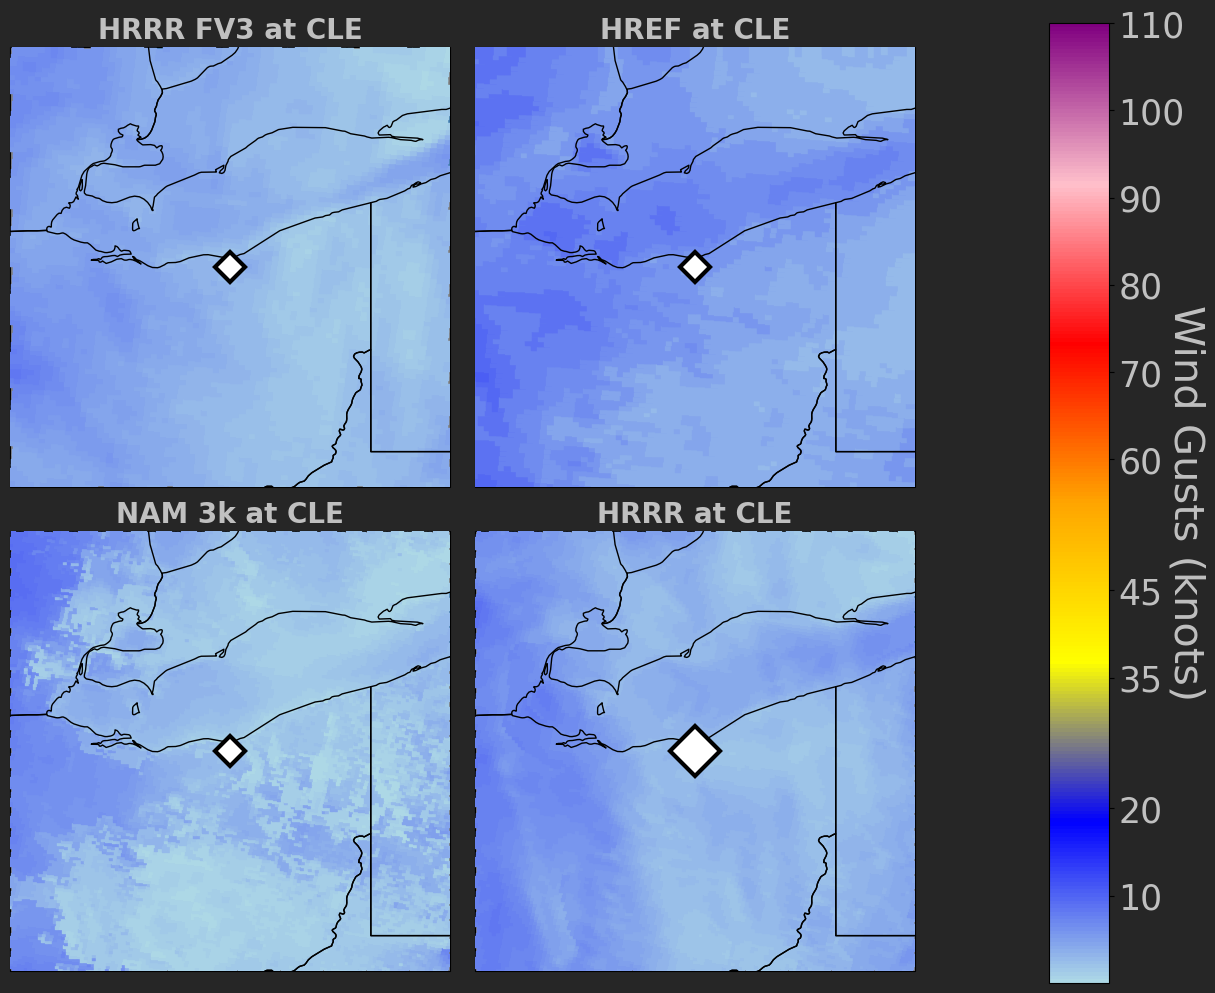 HRRR FV3 at CLE
HREF at CLE
NAM 3k at CLE
HRRR at CLE
110
100
90
80
70
60
45
35
20
10
Wind Gusts (knots)